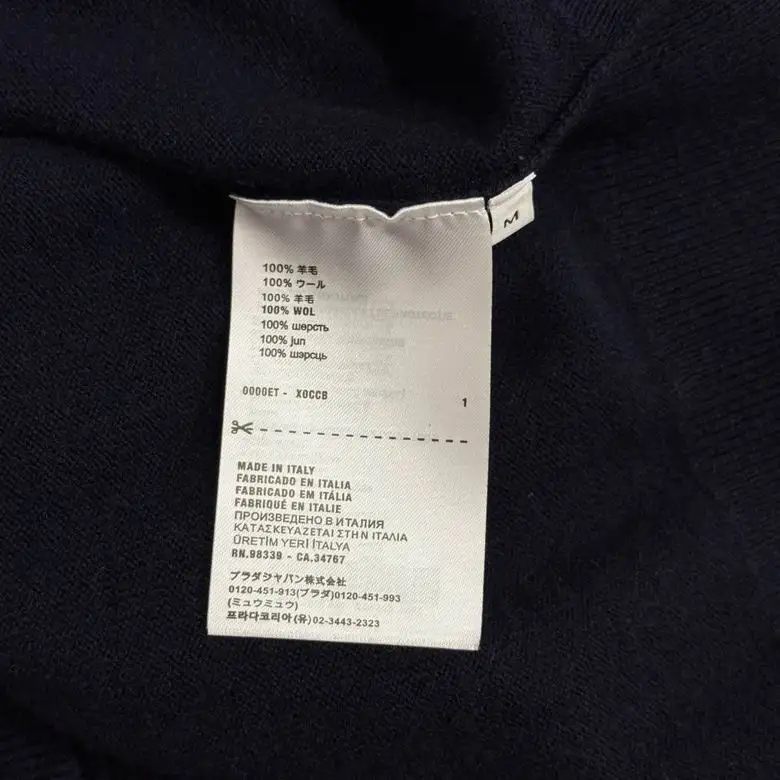 M
100% 羊毛
100% ウール
100% 羊毛
100% WOL
100% шерсть
100% jun
100% шэрсць
0000ET - X0CCB 1
MADE IN ITALY
FABRICADO EN ITALIA
FABRICADO EM ITÁLIA
FABRIQUÉ EN ITALIE
ПРОИЗВЕДЕНО В ИТАЛИЯ
ΚΑΤΑΣΚΕΥΑΖΕΤΑΙ ΣΤΗ Ν ΙΤΑΛΙΑ
ÜRETİM YERİ İTALYA
RN.98339 - CA.34767
プラダジャパン株式会社
0120-451-913(プラダ)0120-451-993
(ミュウミュウ)
프라다코리아(유)02-3443-2323